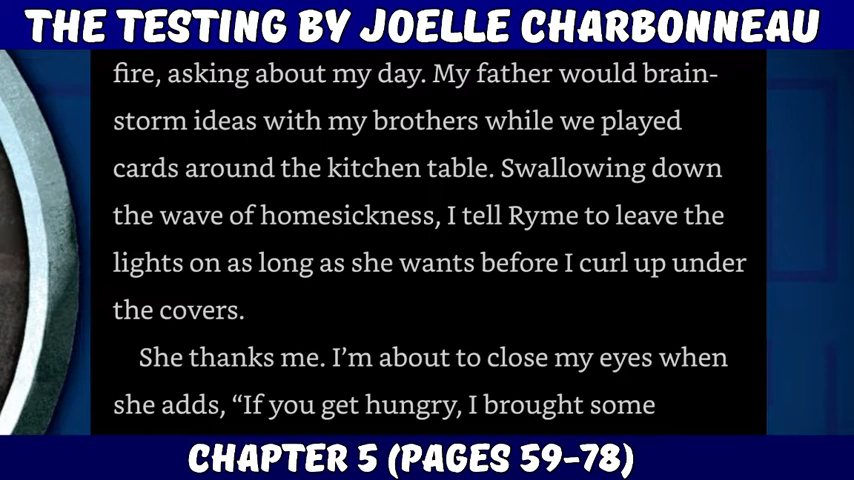 THE TESTING BY JOELLE CHARBONNEAU
fire, asking about my day. My father would brain-
storm ideas with my brothers while we played
cards around the kitchen table. Swallowing down
the wave of homesickness, I tell Ryme to leave the
lights on as long as she wants before I curl up under
the covers.
She thanks me. I’m about to close my eyes when
she adds, “If you get hungry, I brought some
CHAPTER 5 (PAGES 59-78)